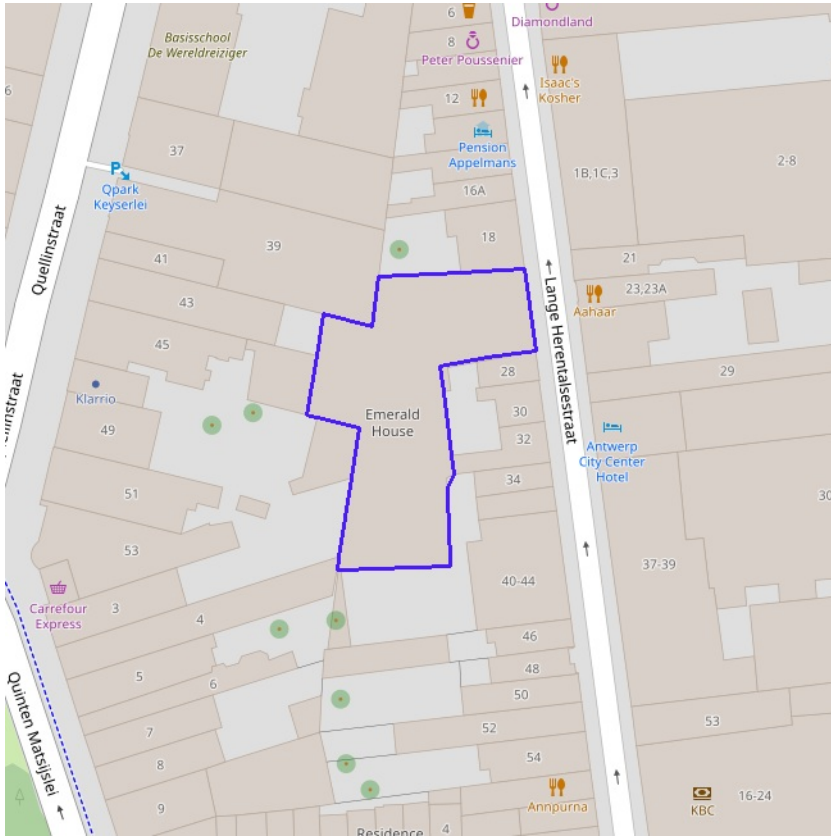 6
Diamondland
Basisschool
De Wereldreiziger
8
Peter Poussenier
Isaac's
Kosher
6
12
37
Pension
Appelmans
1B,1C,3
2-8
Qpark
Keyserlei
16A
39
18
Quellinstraat
41
21
43
23,23A
Lange Herentalsestraat
Aahaar
45
28
29
Klarrio
Emerald
House
30
49
32
Antwerp
City Center
Hotel
34
51
30
53
37-39
40-44
3
4
Carrefour
Express
46
5
6
48
50
Quinten Matsijslei
7
52
53
8
54
9
Annpurna
KBC
16-24
Residence
4